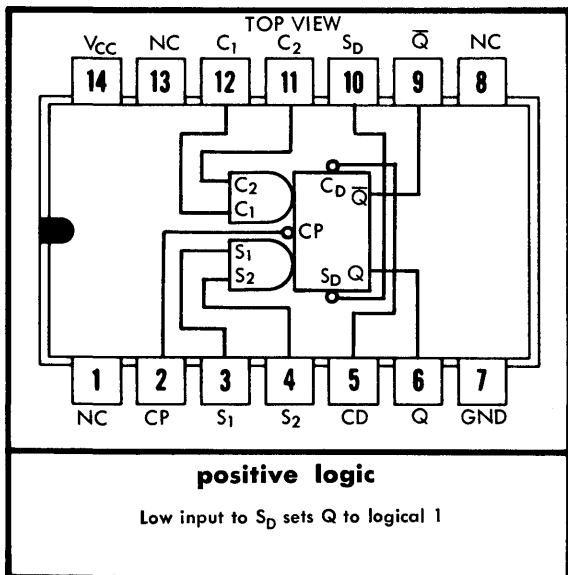 TOP VIEW
VCC NC C1 C2 SD Q̅ NC
14 13 12 11 10 9 8
C2 CD Q̅
C1
CP
S1
S2 SD Q
1 2 3 4 5 6 7
NC CP S1 S2 CD Q GND
positive logic
Low input to SD sets Q to logical 1